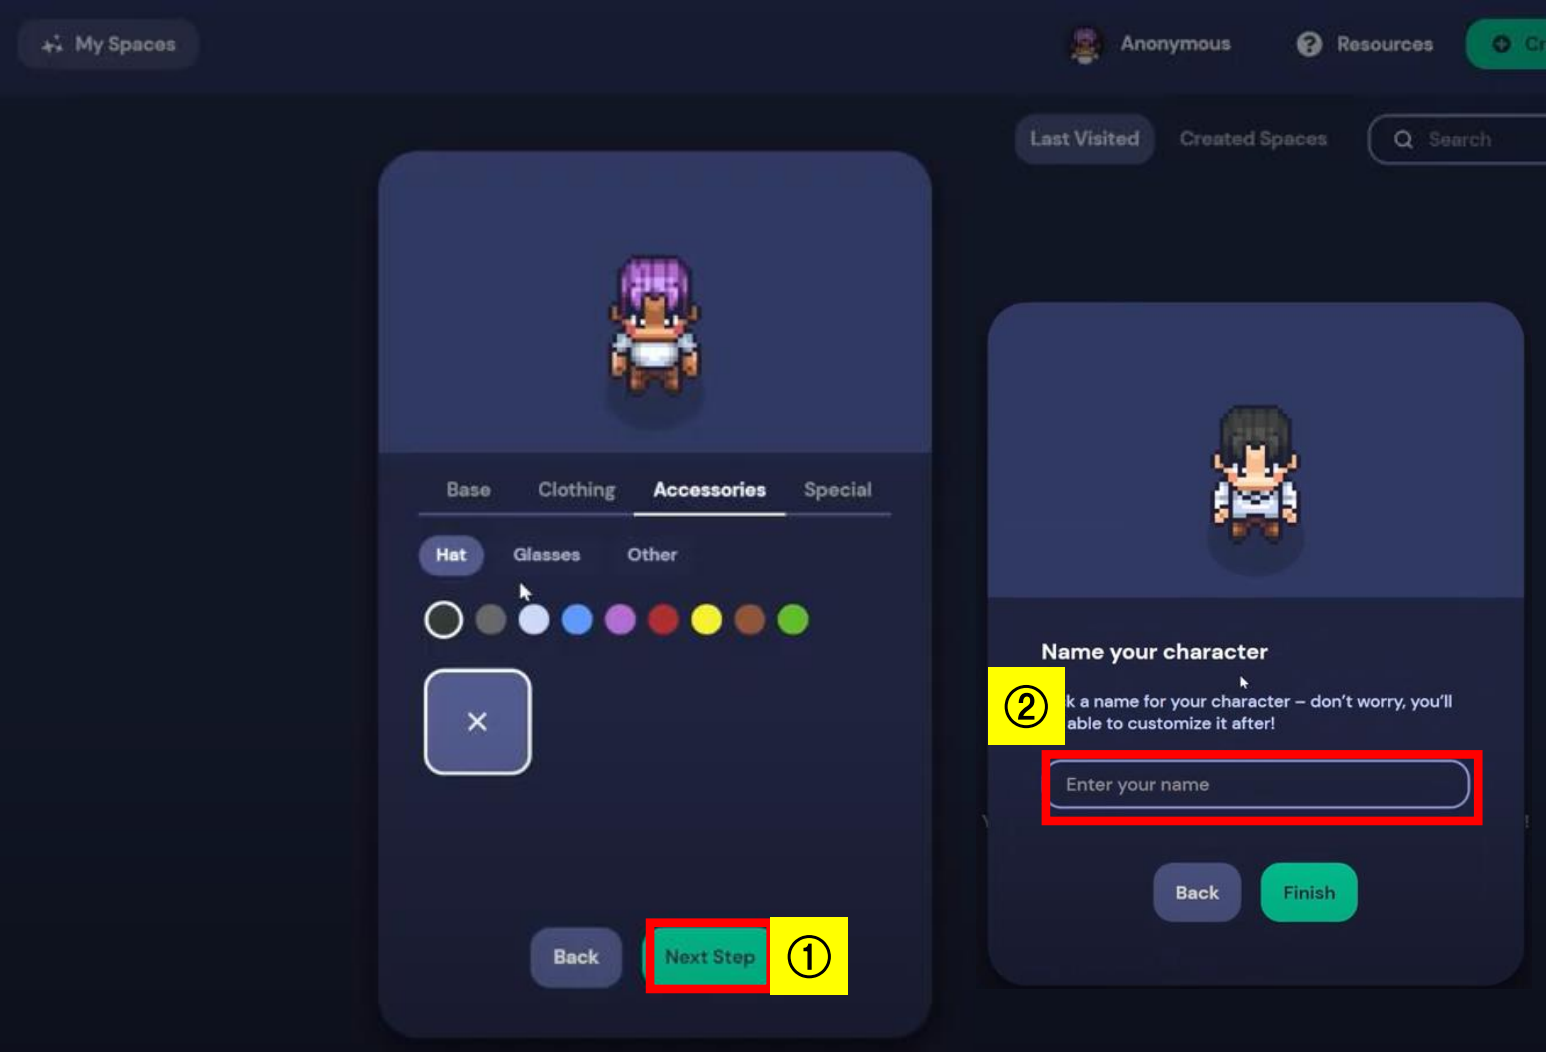 My Spaces
Anonymous
Resources
Last Visited
Created Spaces
Search
Base
Clothing
Accessories
Special
Hat
Glasses
Other
Back
Next Step
①
Name your character
②
k a name for your character – don't worry, you'll
able to customize it after!
Enter your name
Back
Finish